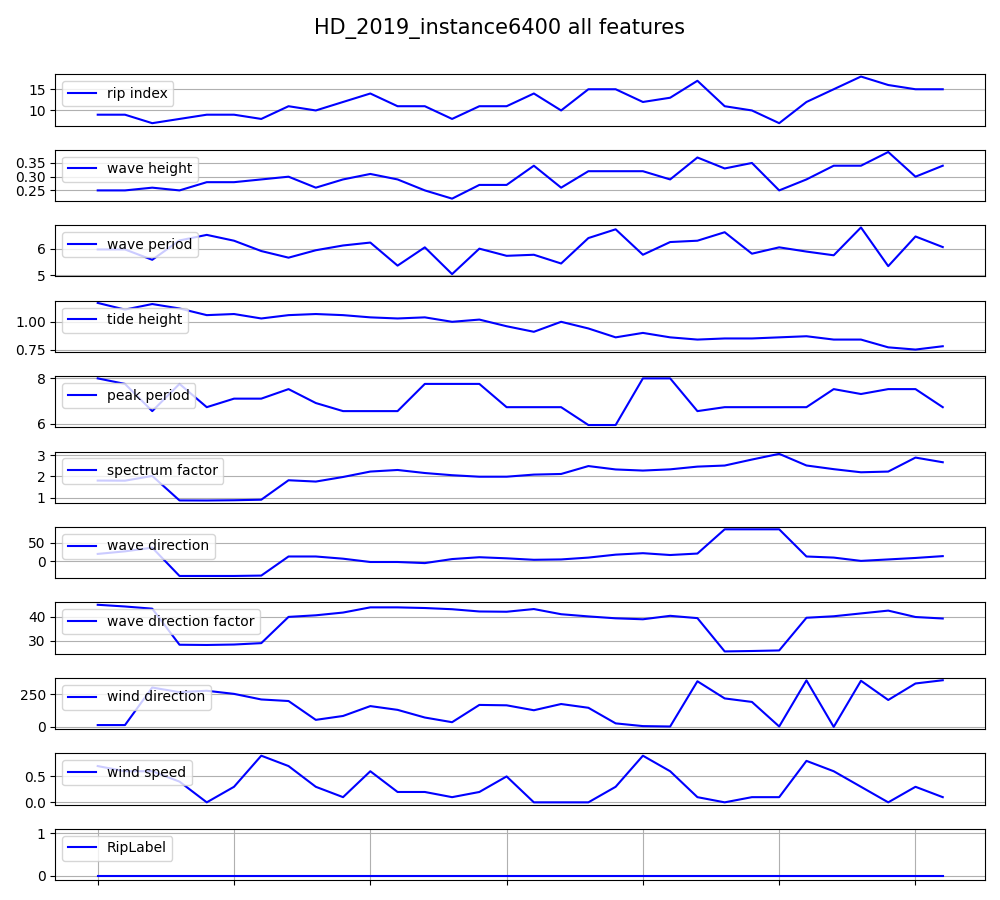 HD_2019_instance6400 all features
15
10
rip index
0.35
0.30
0.25
wave height
6
5
wave period
1.00
0.75
tide height
8
6
peak period
3
2
1
spectrum factor
50
0
wave direction
40
30
wave direction factor
250
0
wind direction
0.5
0.0
wind speed
1
0
RipLabel